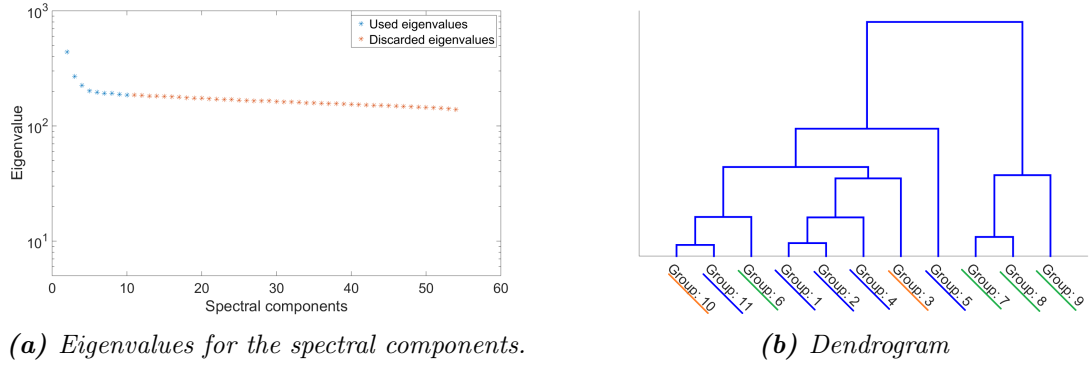 10³
10²
10¹
Eigenvalue
* Used eigenvalues
* Discarded eigenvalues
0 10 20 30 40 50 60
Spectral components
(a) Eigenvalues for the spectral components.
Group: 10
Group: 11
Group: 6
Group: 1
Group: 2
Group: 4
Group: 3
Group: 5
Group: 7
Group: 8
Group: 9
(b) Dendrogram